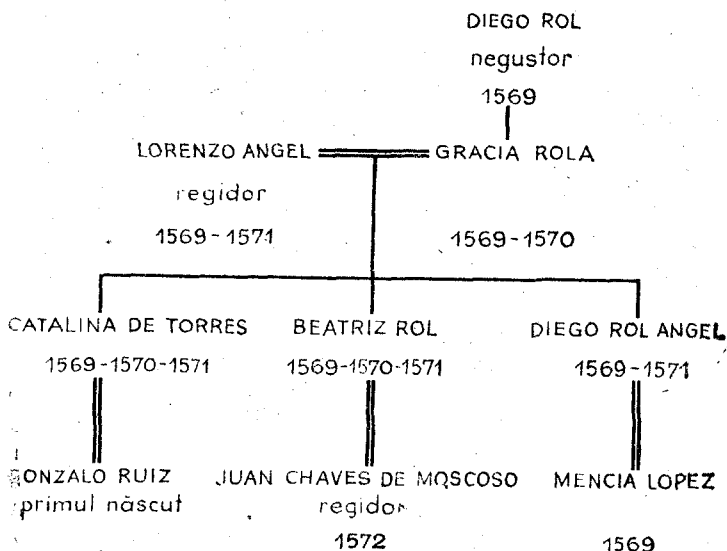 DIEGO ROL
negustor
1569
LORENZO ANGEL GRACIA ROLA
regidor
1569-1571 1569-1570
CATALINA DE TORRES BEATRIZ ROL DIEGO ROL ANGEL
1569-1570-1571 1569-1570-1571 1569-1571
GONZALO RUIZ JUAN CHAVES DE MOSCOSO MENCIA LOPEZ
primul născut regidor
1572 1569